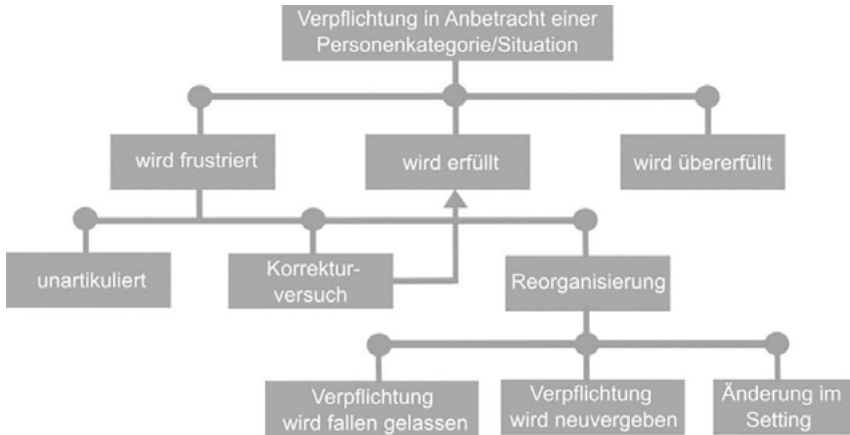 Verpflichtung in Anbetracht einer
Personenkategorie/Situation
wird frustriert
wird erfüllt
wird übererfüllt
unartikuliert
Korrektur-
versuch
Reorganisierung
Verpflichtung
wird fallen gelassen
Verpflichtung
wird neuvergeben
Änderung im
Setting